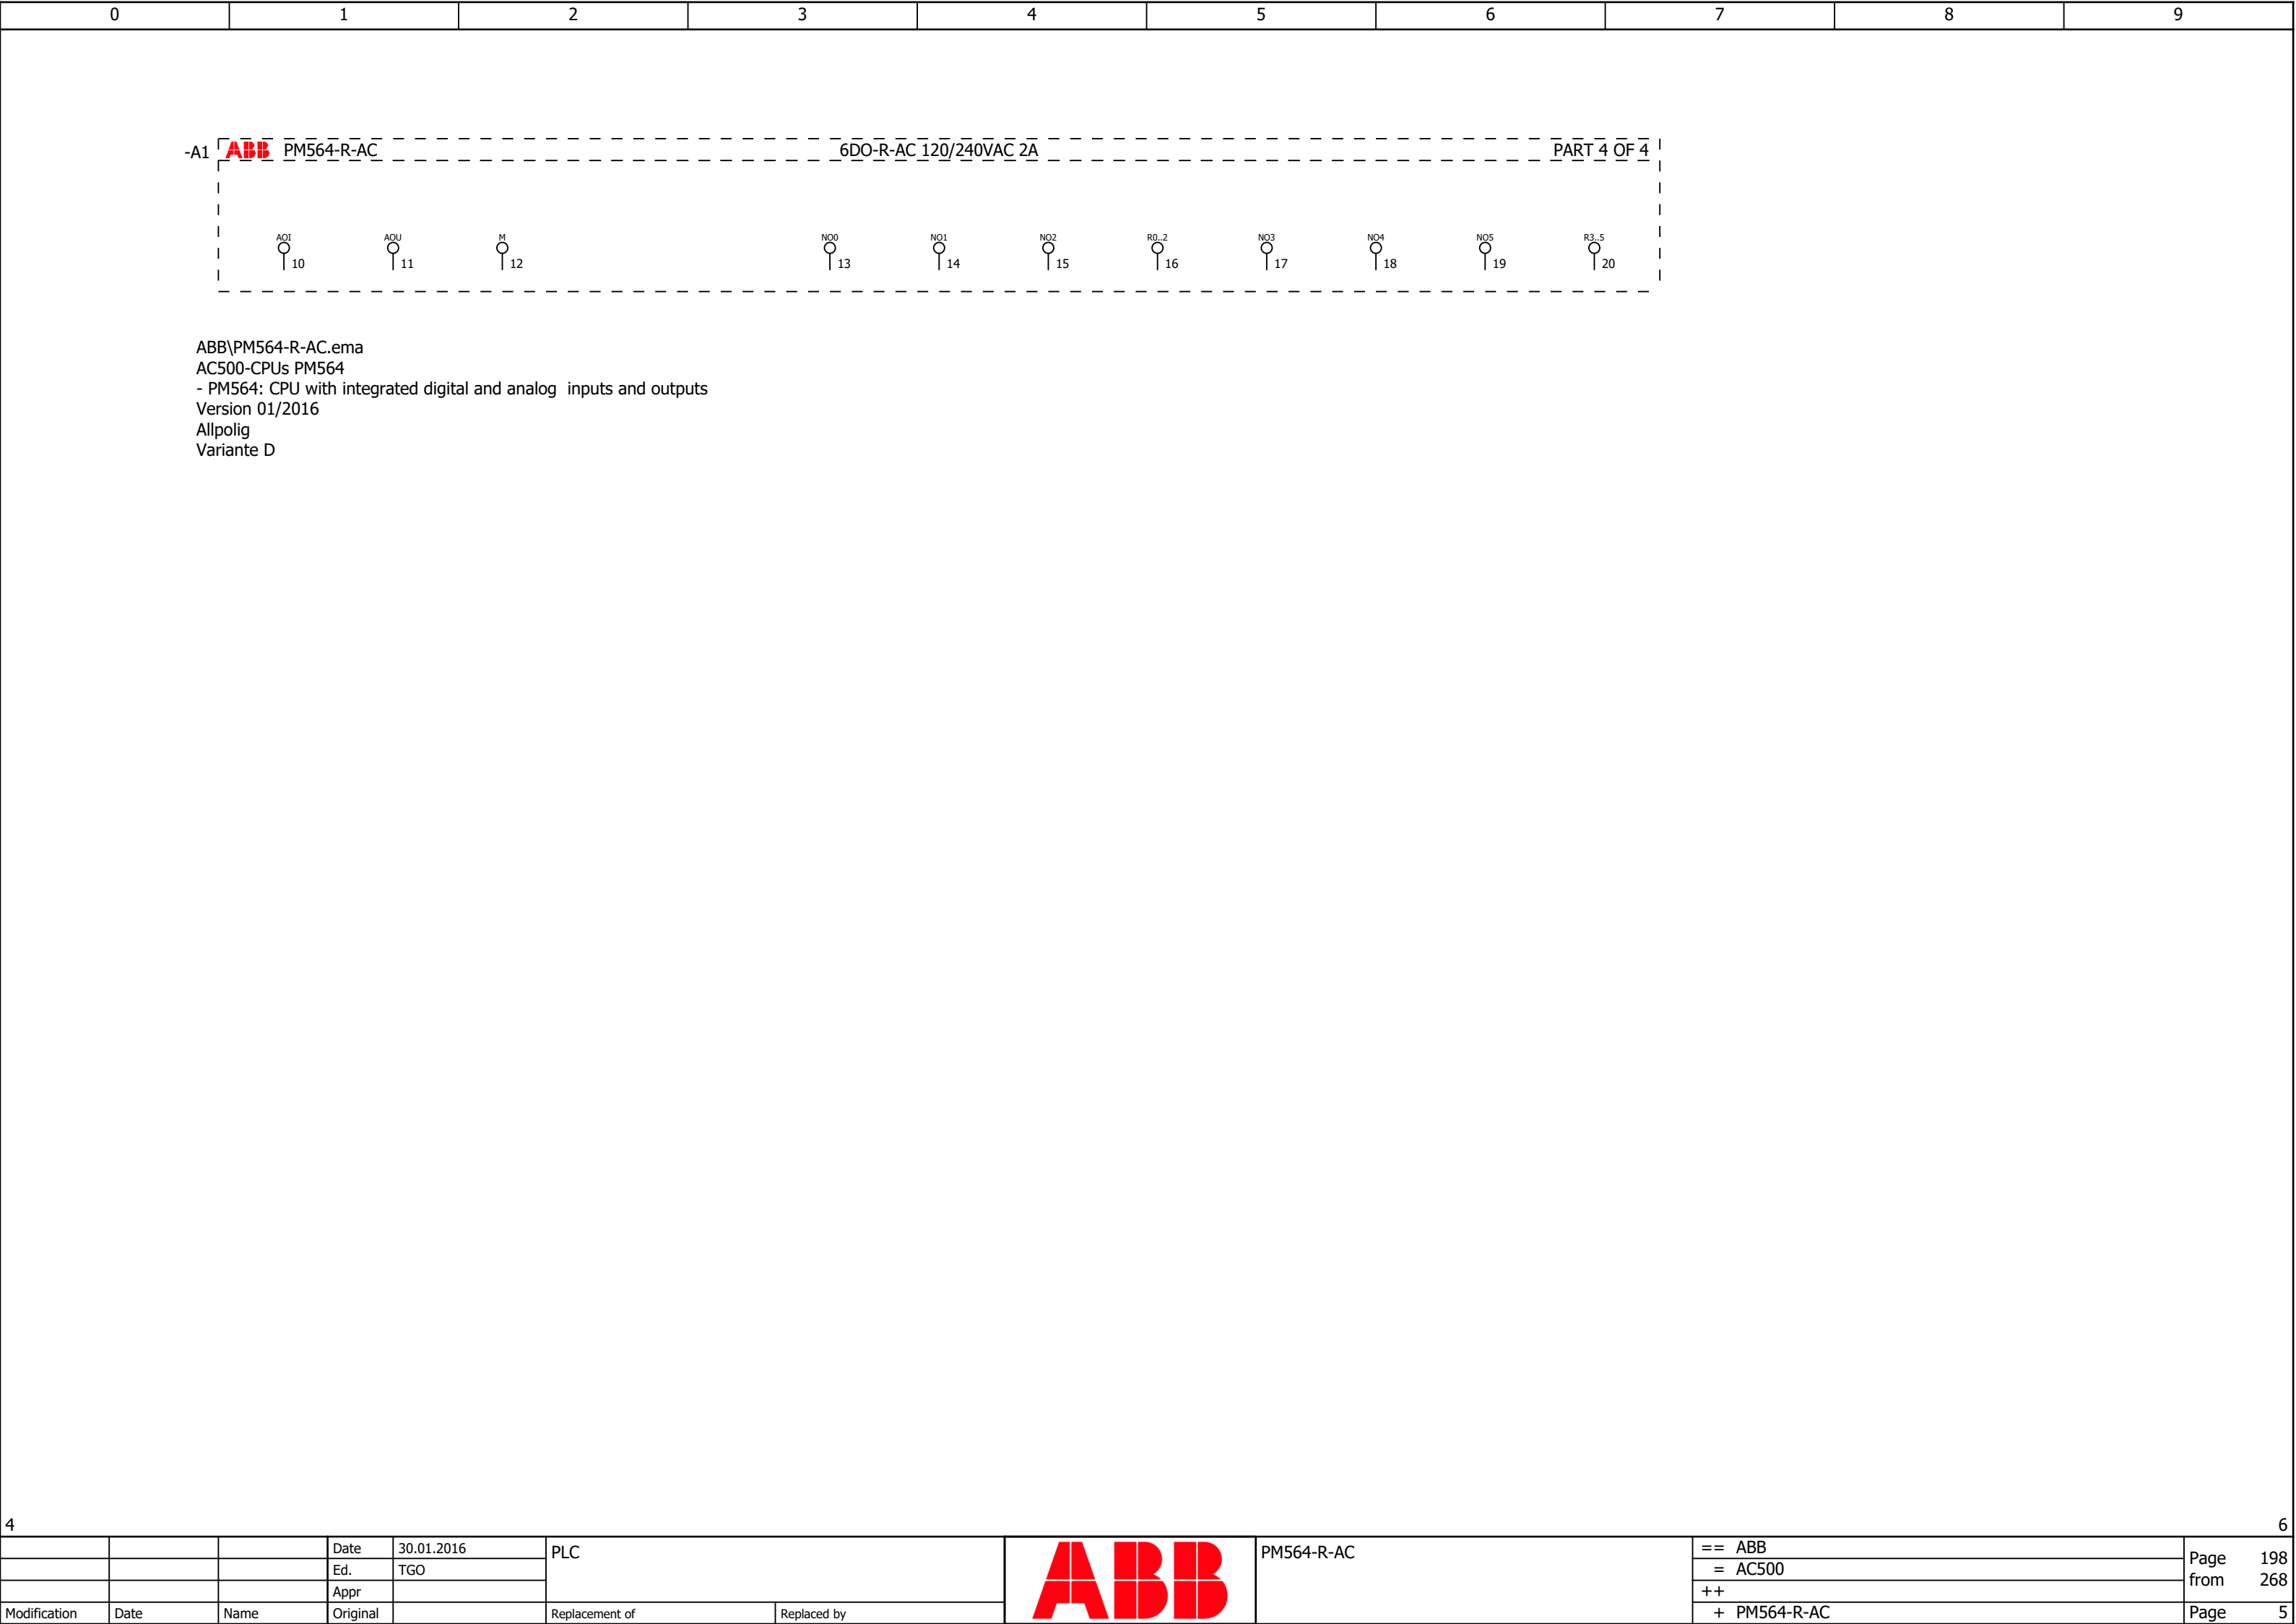 0 1 2 3 4 5 6 7 8 9
-A1 ABB PM564-R-AC 6DO-R-AC 120/240VAC 2A PART 4 OF 4
AOI AOU M NO0 NO1 NO2 R0..2 NO3 NO4 NO5 R3..5
10 11 12 13 14 15 16 17 18 19 20
ABB\PM564-R-AC.ema
AC500-CPUs PM564
- PM564: CPU with integrated digital and analog  inputs and outputs
Version 01/2016
Allpolig
Variante D
4 6
Date 30.01.2016 PLC ABB PM564-R-AC == ABB Page 198
Ed. TGO = AC500 from 268
Appr ++
Modification Date Name Original Replacement of Replaced by + PM564-R-AC Page 5